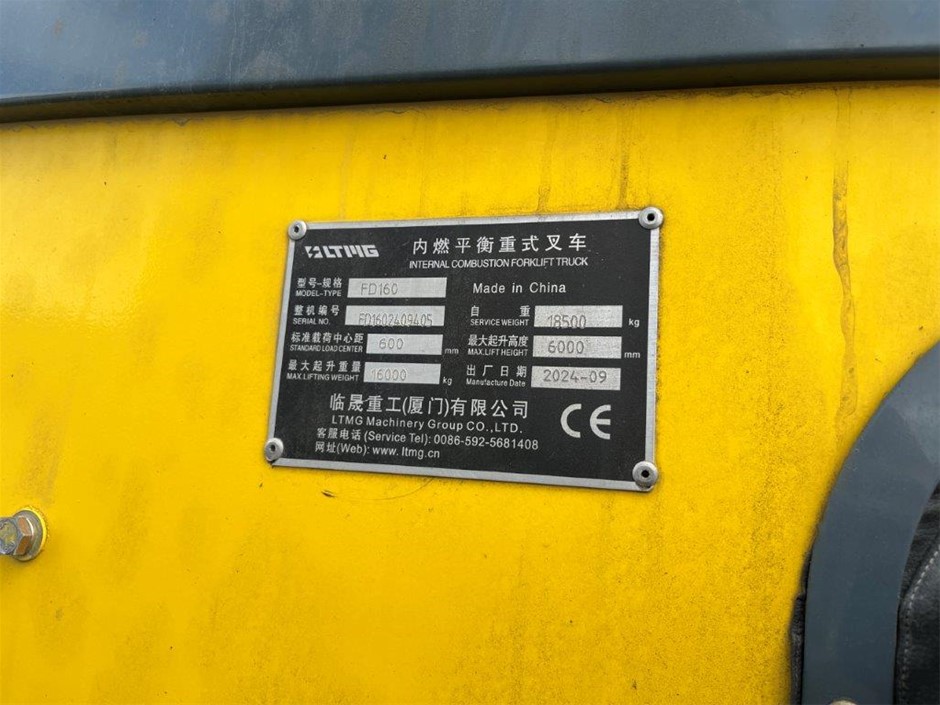 LTMG 内燃平衡重式叉车
INTERNAL COMBUSTION FORKLIFT TRUCK
型号-规格 FD160 Made in China
MODEL-TYPE
整机编号 FD1602409405 自 重 18500 kg
SERIAL NO. SERVICE WEIGHT
标准载荷中心距 600 mm 最大起升高度 6000 mm
STANDARD LOAD CENTER MAX.LIFT HEIGHT
最大起升重量 16000 kg 出厂日期 2024-09
MAX.LIFTING WEIGHT Manufacture Date
临晟重工(厦门)有限公司 CE
LTMG Machinery Group CO.,LTD.
客服电话 (Service Tel): 0086-592-5681408
网址(Web): www.ltmg.cn